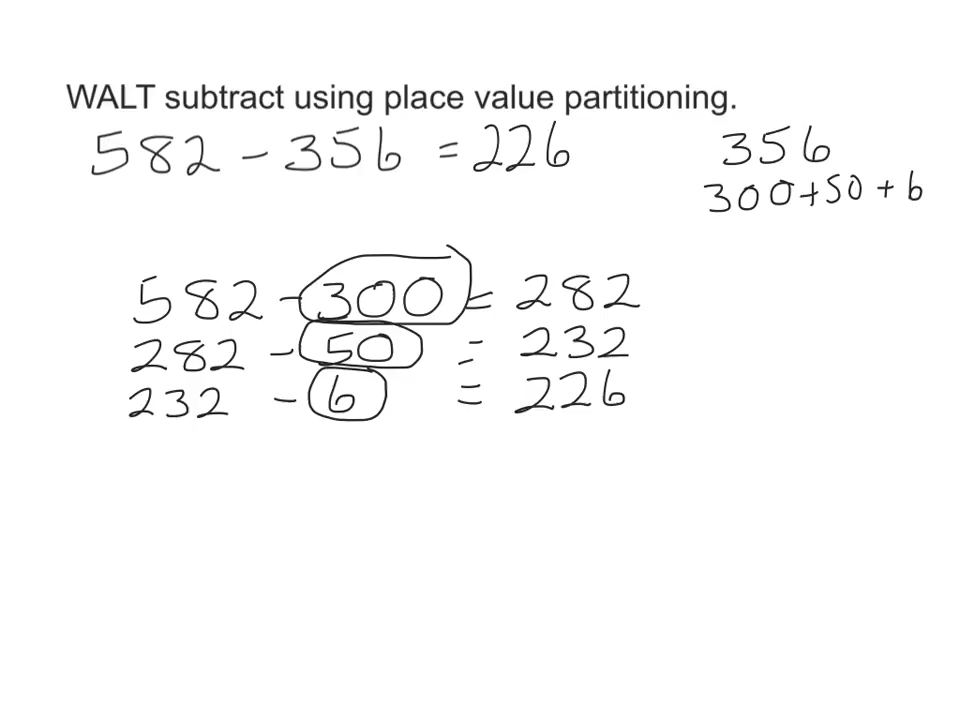 WALT subtract using place value partitioning.
582 - 356 = 226
356
300 + 50 + 6
582 - 300 = 282
282 - 50 = 232
232 - 6 = 226